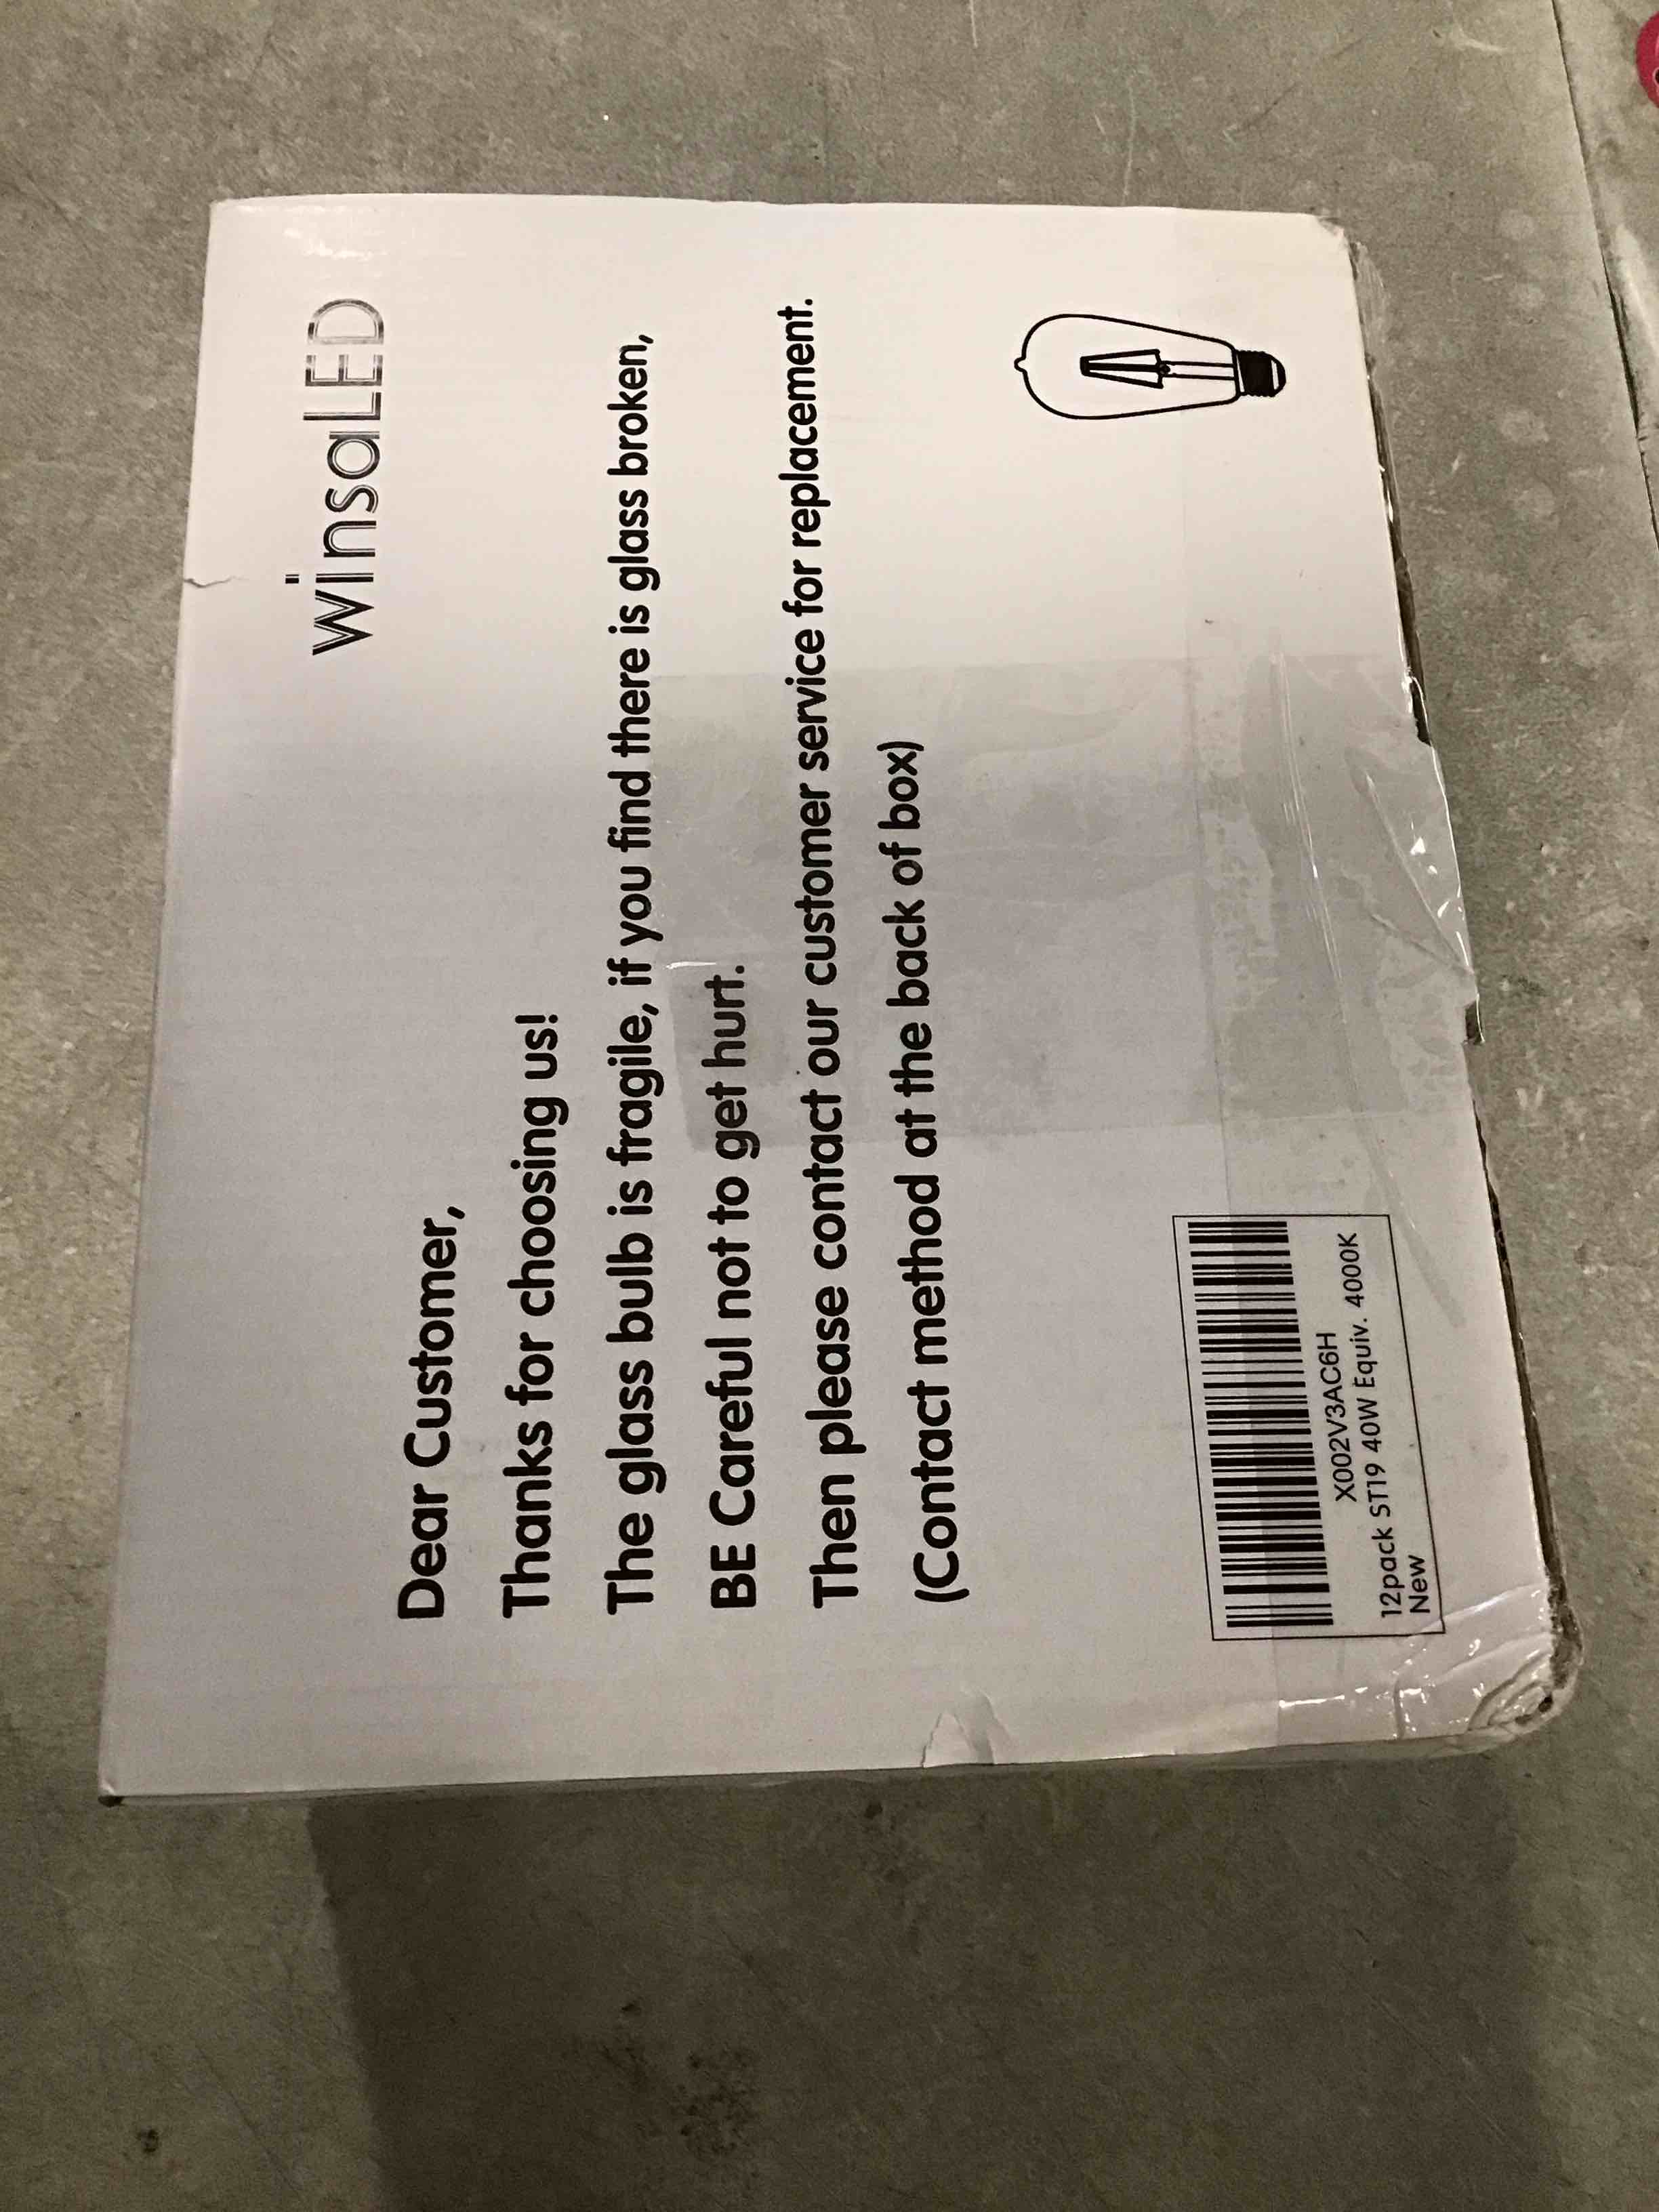 WinsaLED
Dear Customer,
Thanks for choosing us!
The glass bulb is fragile, if you find there is glass broken,
BE Careful not to get hurt.
Then please contact our customer service for replacement.
(Contact method at the back of box)
X002V3AC6H
12pack ST19 40W Equiv. 4000K
New